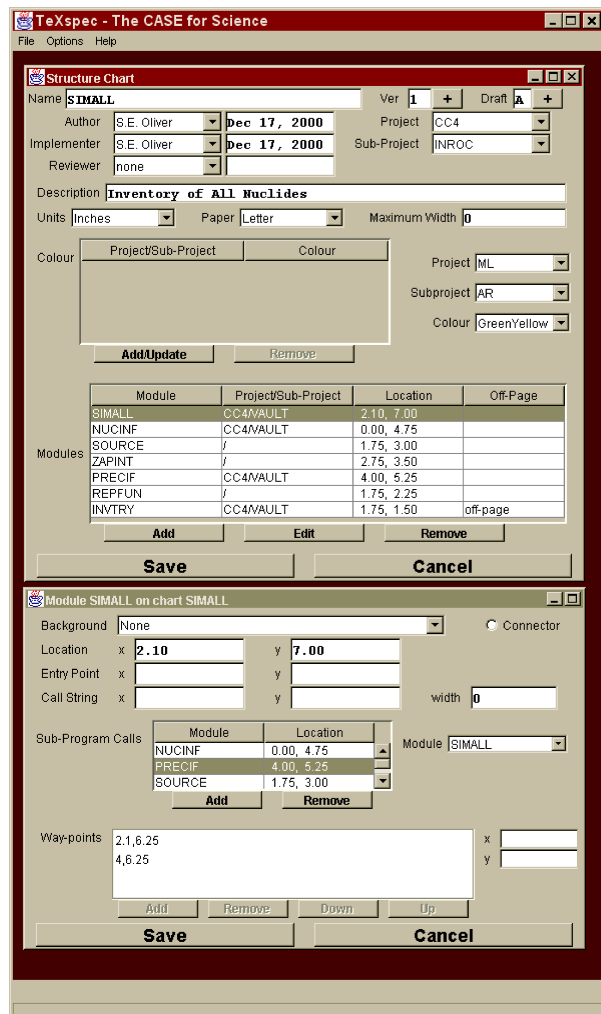 TeXspec - The CASE for Science
File Options Help
Structure Chart
Name SIMALL Ver 1 + Draft A +
Author S.E. Oliver Dec 17, 2000 Project CC4
Implementer S.E. Oliver Dec 17, 2000 Sub-Project INROC
Reviewer none
Description Inventory of All Nuclides
Units Inches Paper Letter Maximum Width 0
Colour Project/Sub-Project Colour
Project ML
Subproject AR
Colour GreenYellow
Add/Update Remove
Module Project/Sub-Project Location Off-Page
SIMALL CC4/VAULT 2.10, 7.00
NUCINF CC4/VAULT 0.00, 4.75
SOURCE / 1.75, 3.00
Modules ZAPINT / 2.75, 3.50
PRECIF CC4/VAULT 4.00, 5.25
REPFUN / 1.75, 2.25
INVTRY CC4/VAULT 1.75, 1.50 off-page
Add Edit Remove
Save Cancel
Module SIMALL on chart SIMALL
Background None Connector
Location x 2.10 y 7.00
Entry Point x y
Call String x y width 0
Sub-Program Calls Module Location Module SIMALL
NUCINF 0.00, 4.75
PRECIF 4.00, 5.25
SOURCE 1.75, 3.00
Add Remove
Way-points 2.1,6.25 x
4,6.25 y
Add Remove Down Up
Save Cancel